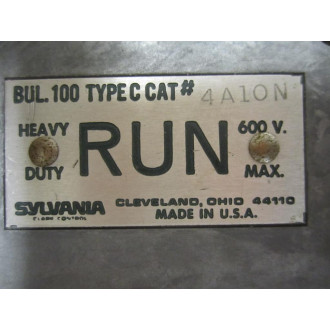 BUL. 100 TYPE C CAT# 4A10N
HEAVY DUTY
RUN
600 V. MAX.
SYLVANIA
CLEVELAND, OHIO 44110
MADE IN U.S.A.